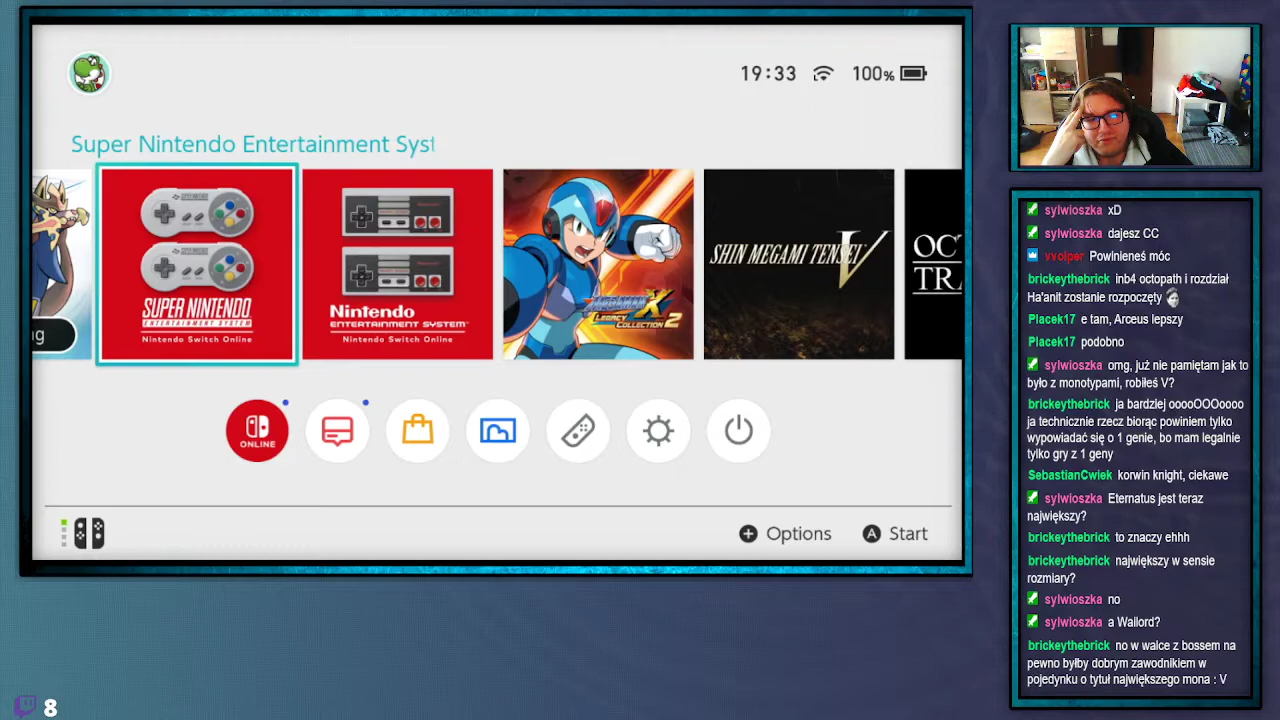 19:33 100%
Super Nintendo Entertainment Syst
SUPER NINTENDO
ENTERTAINMENT SYSTEM
Nintendo Switch Online
Nintendo
ENTERTAINMENT SYSTEM™
Nintendo Switch Online
MEGAMAN X
LEGACY COLLECTION 2
SHIN MEGAMI TENSEI V
OCT
TRA
ng
ONLINE
Options Start
8
sylwioszka xD
sylwioszka dajesz CC
vvolper Powinieneś móc
brickeythebrick inb4 octopath i rozdział
Ha'anit zostanie rozpoczęty
Placek17 e tam, Arceus lepszy
Placek17 podobno
sylwioszka omg, już nie pamiętam jak to
było z monotypami, robiłeś V?
brickeythebrick ja bardziej ooooOOOoooo
ja technicznie rzecz biorąc powiniem tylko
wypowiadać się o 1 genie, bo mam legalnie
tylko gry z 1 geny
SebastianCwiek korwin knight, ciekawe
sylwioszka Eternatus jest teraz
największy?
brickeythebrick to znaczy ehhh
brickeythebrick największy w sensie
rozmiary?
sylwioszka no
sylwioszka a Wailord?
brickeythebrick no w walce z bossem na
pewno byłby dobrym zawodnikiem w
pojedynku o tytuł największego mona : V